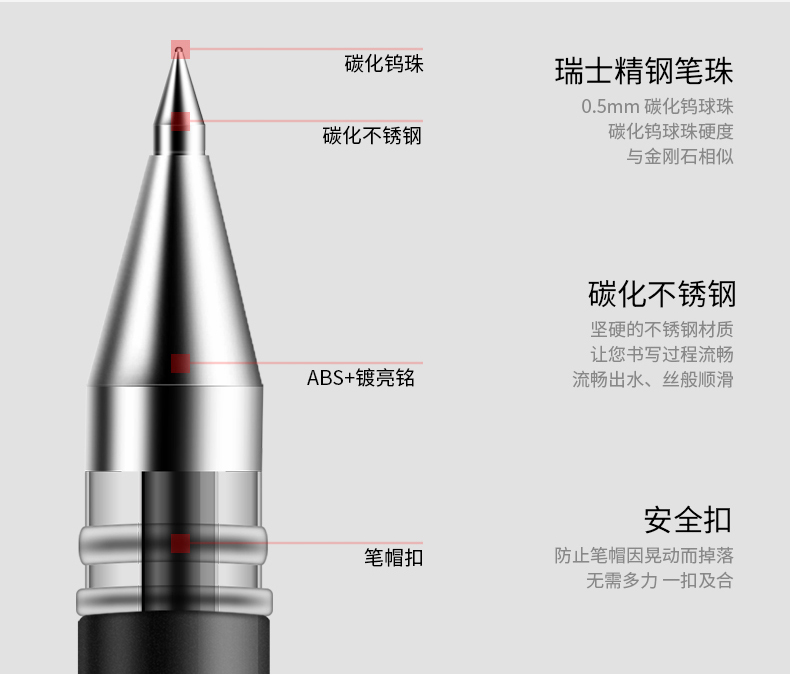 碳化钨珠
碳化不锈钢
ABS+镀亮铭
笔帽扣
瑞士精钢笔珠
0.5mm 碳化钨球珠
碳化钨球珠硬度
与金刚石相似
碳化不锈钢
坚硬的不锈钢材质
让您书写过程流畅
流畅出水、丝般顺滑
安全扣
防止笔帽因晃动而掉落
无需多力 一扣及合